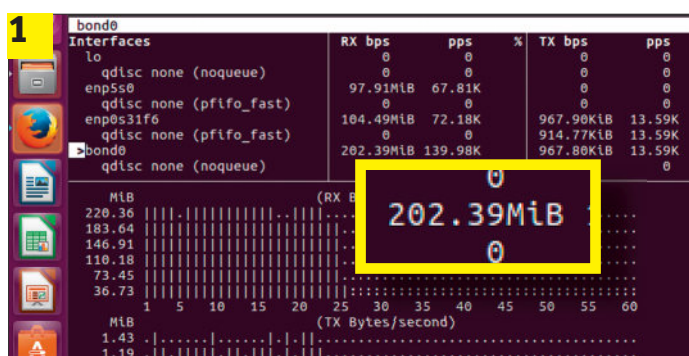 1
bond0
Interfaces RX bps pps % TX bps pps
lo 0 0 0 0
qdisc none (noqueue) 0 0 0 0
enp5s0 97.91MiB 67.81K 0 0
qdisc none (pfifo_fast) 0 0 0 0
enp0s31f6 104.49MiB 72.18K 967.90KiB 13.59K
qdisc none (pfifo_fast) 0 0 914.77KiB 13.59K
>bond0 202.39MiB 139.98K 967.80KiB 13.59K
qdisc none (noqueue) 0
0
202.39MiB
0
MiB (RX B
220.36 ||||.|||||||||||..||||....
183.64
146.91
110.18
73.45
36.73
1 5 10 15 20 25 30 35 40 45 50 55 60
MiB (TX Bytes/second)
1.43
1.19